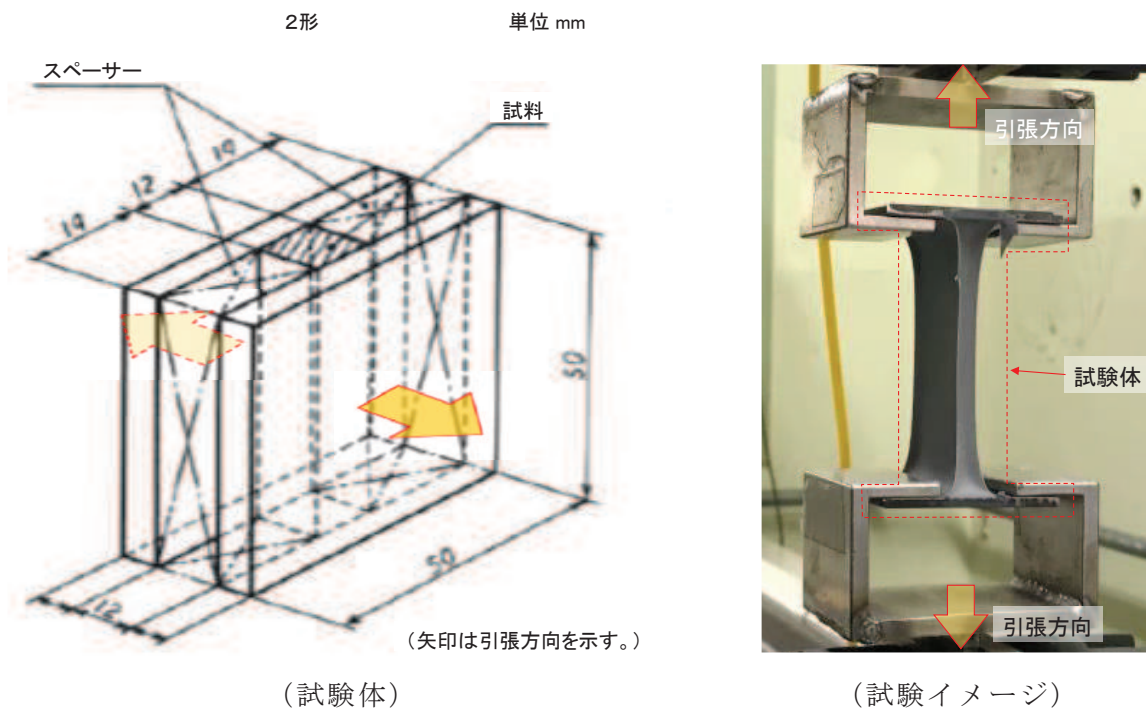 2形 単位 mm
スペーサー
試料
19
12
19
50
50
12
(矢印は引張方向を示す。)
(試験体)
引張方向
試験体
引張方向
(試験イメージ)